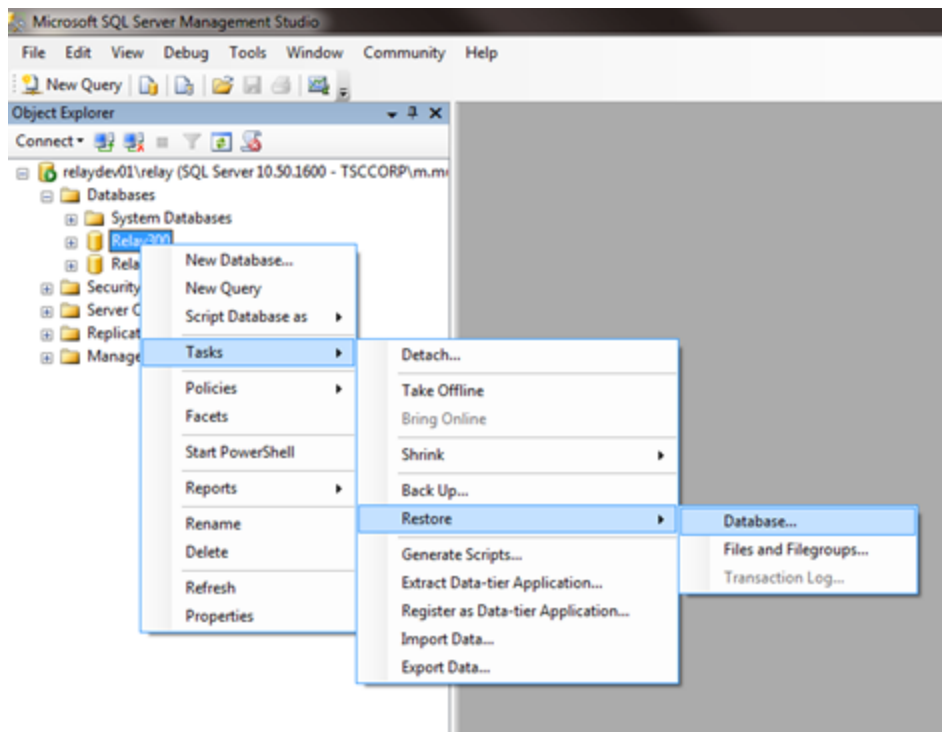 Microsoft SQL Server Management Studio
File Edit View Debug Tools Window Community Help
New Query
Object Explorer
Connect
relaydev01\relay (SQL Server 10.50.1600 - TSCCORP\m.m
Databases
System Databases
Relay300
Rela
Security
Server O
Replicat
Manage
New Database...
New Query
Script Database as
Tasks
Policies
Facets
Start PowerShell
Reports
Rename
Delete
Refresh
Properties
Detach...
Take Offline
Bring Online
Shrink
Back Up...
Restore
Generate Scripts...
Extract Data-tier Application...
Register as Data-tier Application...
Import Data...
Export Data...
Database...
Files and Filegroups...
Transaction Log...